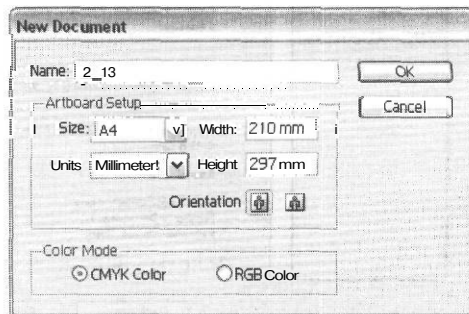 New Document
Name: 2_13
OK
Artboard Setup
Cancel
Size: A4 Width: 210 mm
Units Millimeter! Height 297 mm
Orientation
Color Mode
CMYK Color RGB Color